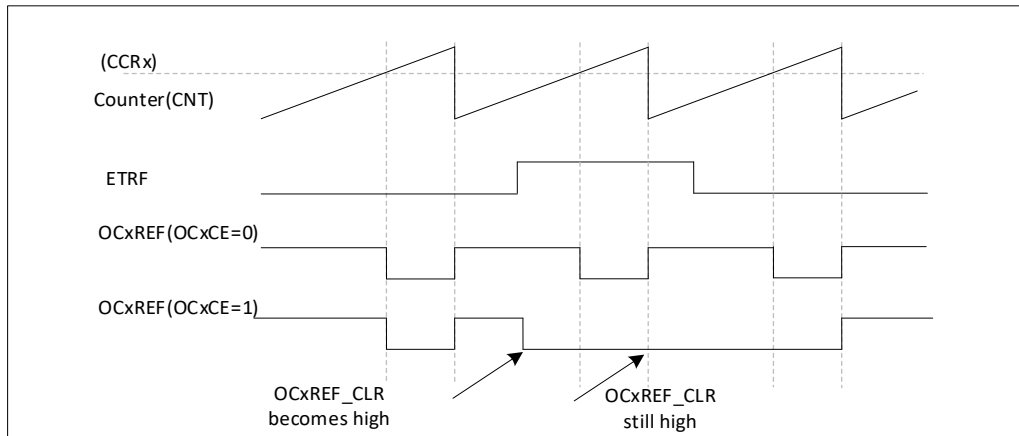 (CCRx)
Counter(CNT)
ETRF
OCxREF(OCxCE=0)
OCxREF(OCxCE=1)
OCxREF_CLR
becomes high
OCxREF_CLR
still high